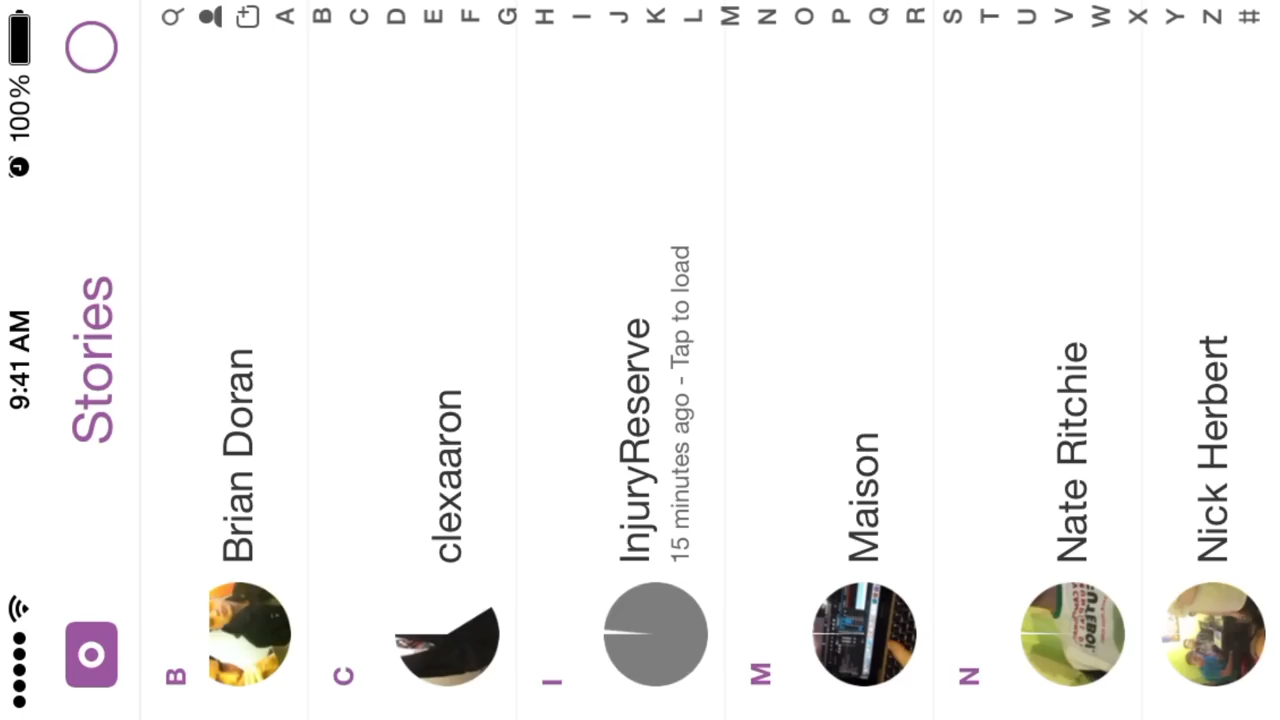 9:41 AM
100%
Stories
B
Brian Doran
C
clexaaron
I
InjuryReserve
15 minutes ago - Tap to load
M
Maison
N
Nate Ritchie
Nick Herbert
A
B
C
D
E
F
G
H
I
J
K
L
M
N
O
P
Q
R
S
T
U
V
W
X
Y
Z
#